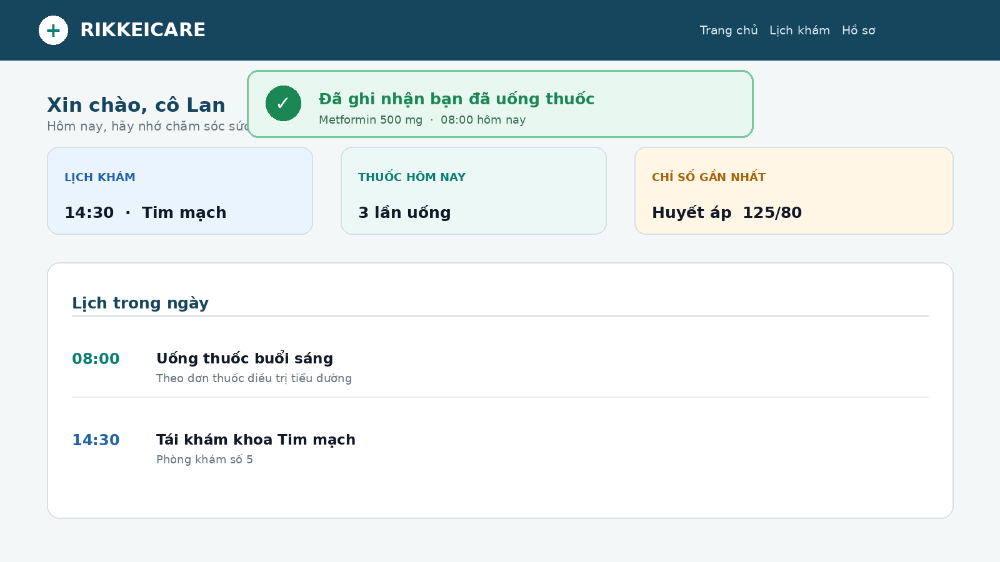 + RIKKEICARE
Trang chủ Lịch khám Hồ sơ
Xin chào, cô Lan
Hôm nay, hãy nhớ chăm sóc
✓
Đã ghi nhận bạn đã uống thuốc
Metformin 500 mg · 08:00 hôm nay
LỊCH KHÁM
14:30 · Tim mạch
THUỐC HÔM NAY
3 lần uống
CHỈ SỐ GẦN NHẤT
Huyết áp 125/80
Lịch trong ngày
08:00 Uống thuốc buổi sáng
Theo đơn thuốc điều trị tiểu đường
14:30 Tái khám khoa Tim mạch
Phòng khám số 5